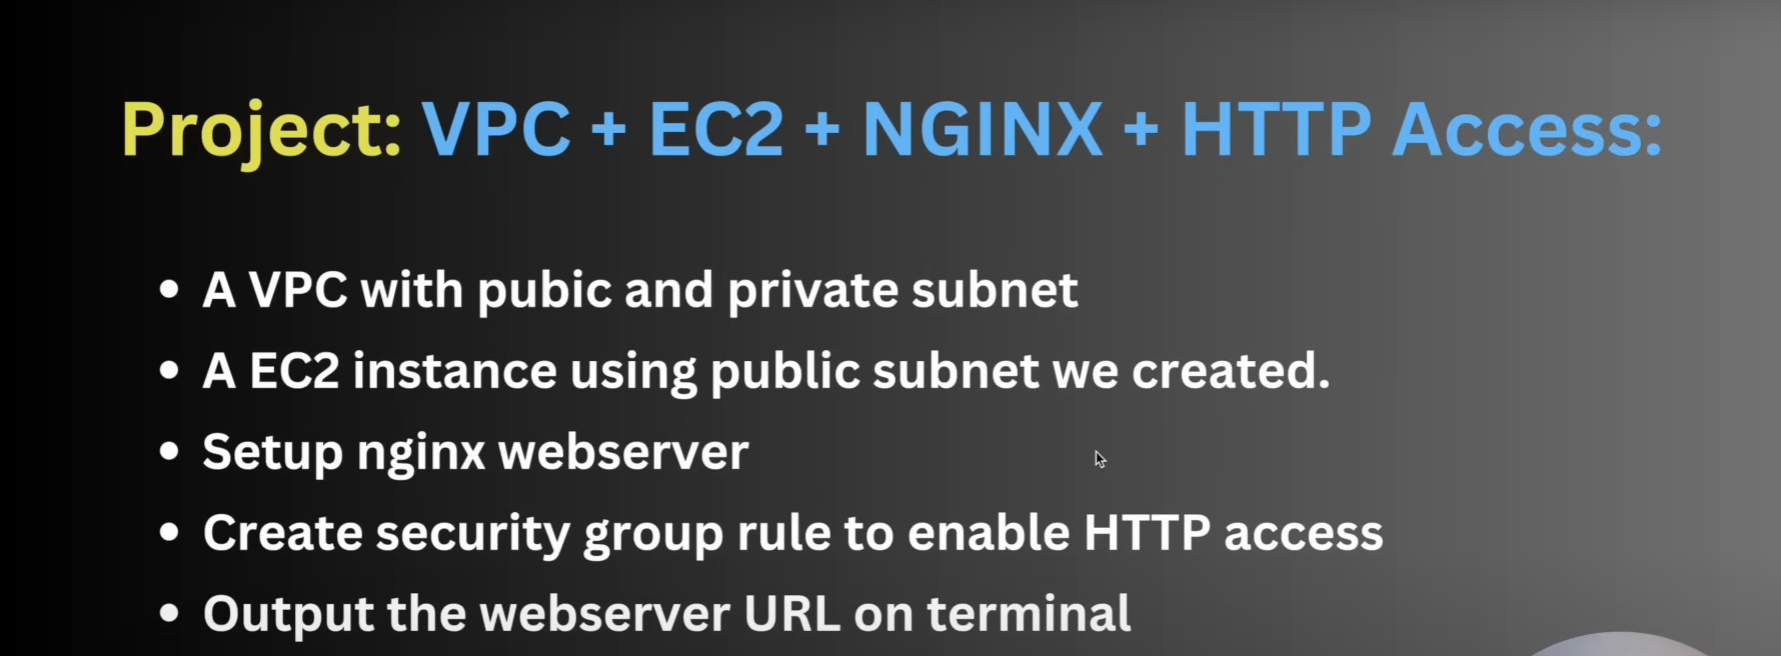 Project: VPC + EC2 + NGINX + HTTP Access:
• A VPC with pubic and private subnet
• A EC2 instance using public subnet we created.
• Setup nginx webserver
• Create security group rule to enable HTTP access
• Output the webserver URL on terminal